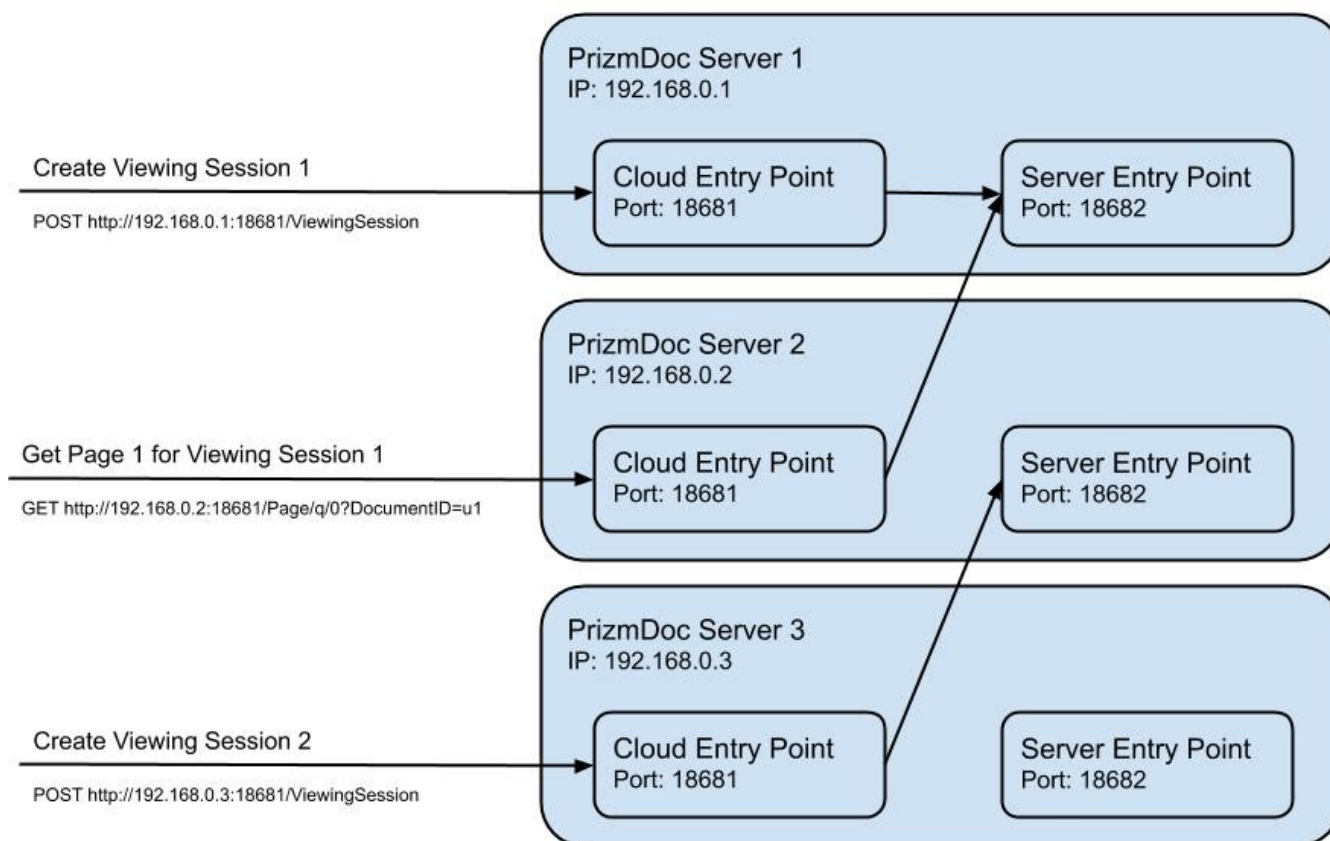 PrizmDoc Server 1
IP: 192.168.0.1
Create Viewing Session 1
POST http://192.168.0.1:18681/ViewingSession
Cloud Entry Point
Port: 18681
Server Entry Point
Port: 18682
PrizmDoc Server 2
IP: 192.168.0.2
Get Page 1 for Viewing Session 1
GET http://192.168.0.2:18681/Page/q/0?DocumentID=u1
Cloud Entry Point
Port: 18681
Server Entry Point
Port: 18682
PrizmDoc Server 3
IP: 192.168.0.3
Create Viewing Session 2
POST http://192.168.0.3:18681/ViewingSession
Cloud Entry Point
Port: 18681
Server Entry Point
Port: 18682